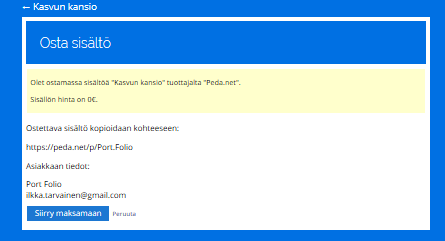 ← Kasvun kansio
Osta sisältö
Olet ostamassa sisältöä "Kasvun kansio" tuottajalta "Peda.net".
Sisällön hinta on 0€.
Ostettava sisältö kopioidaan kohteeseen:
https://peda.net/p/Port.Folio
Asiakkaan tiedot:
Port Folio
ilkka.tarvainen@gmail.com
Siirry maksamaan Peruuta